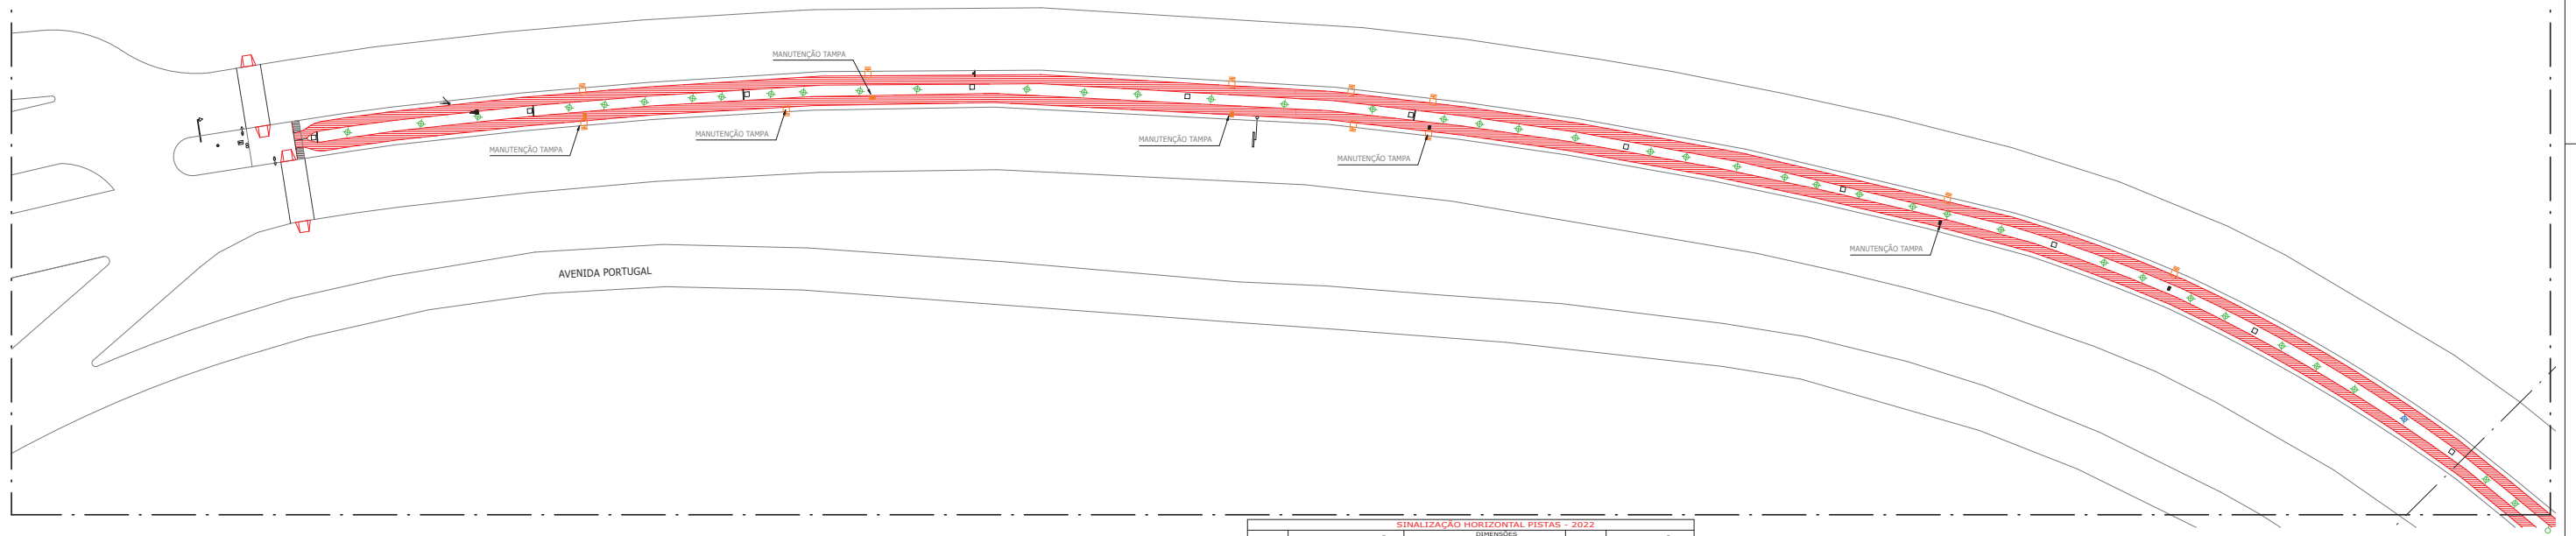 MANUTENÇÃO TAMPA
MANUTENÇÃO TAMPA
MANUTENÇÃO TAMPA
MANUTENÇÃO TAMPA
MANUTENÇÃO TAMPA
MANUTENÇÃO TAMPA
AVENIDA PORTUGAL
SINALIZAÇÃO HORIZONTAL PISTAS - 2022
DIMENSÕES